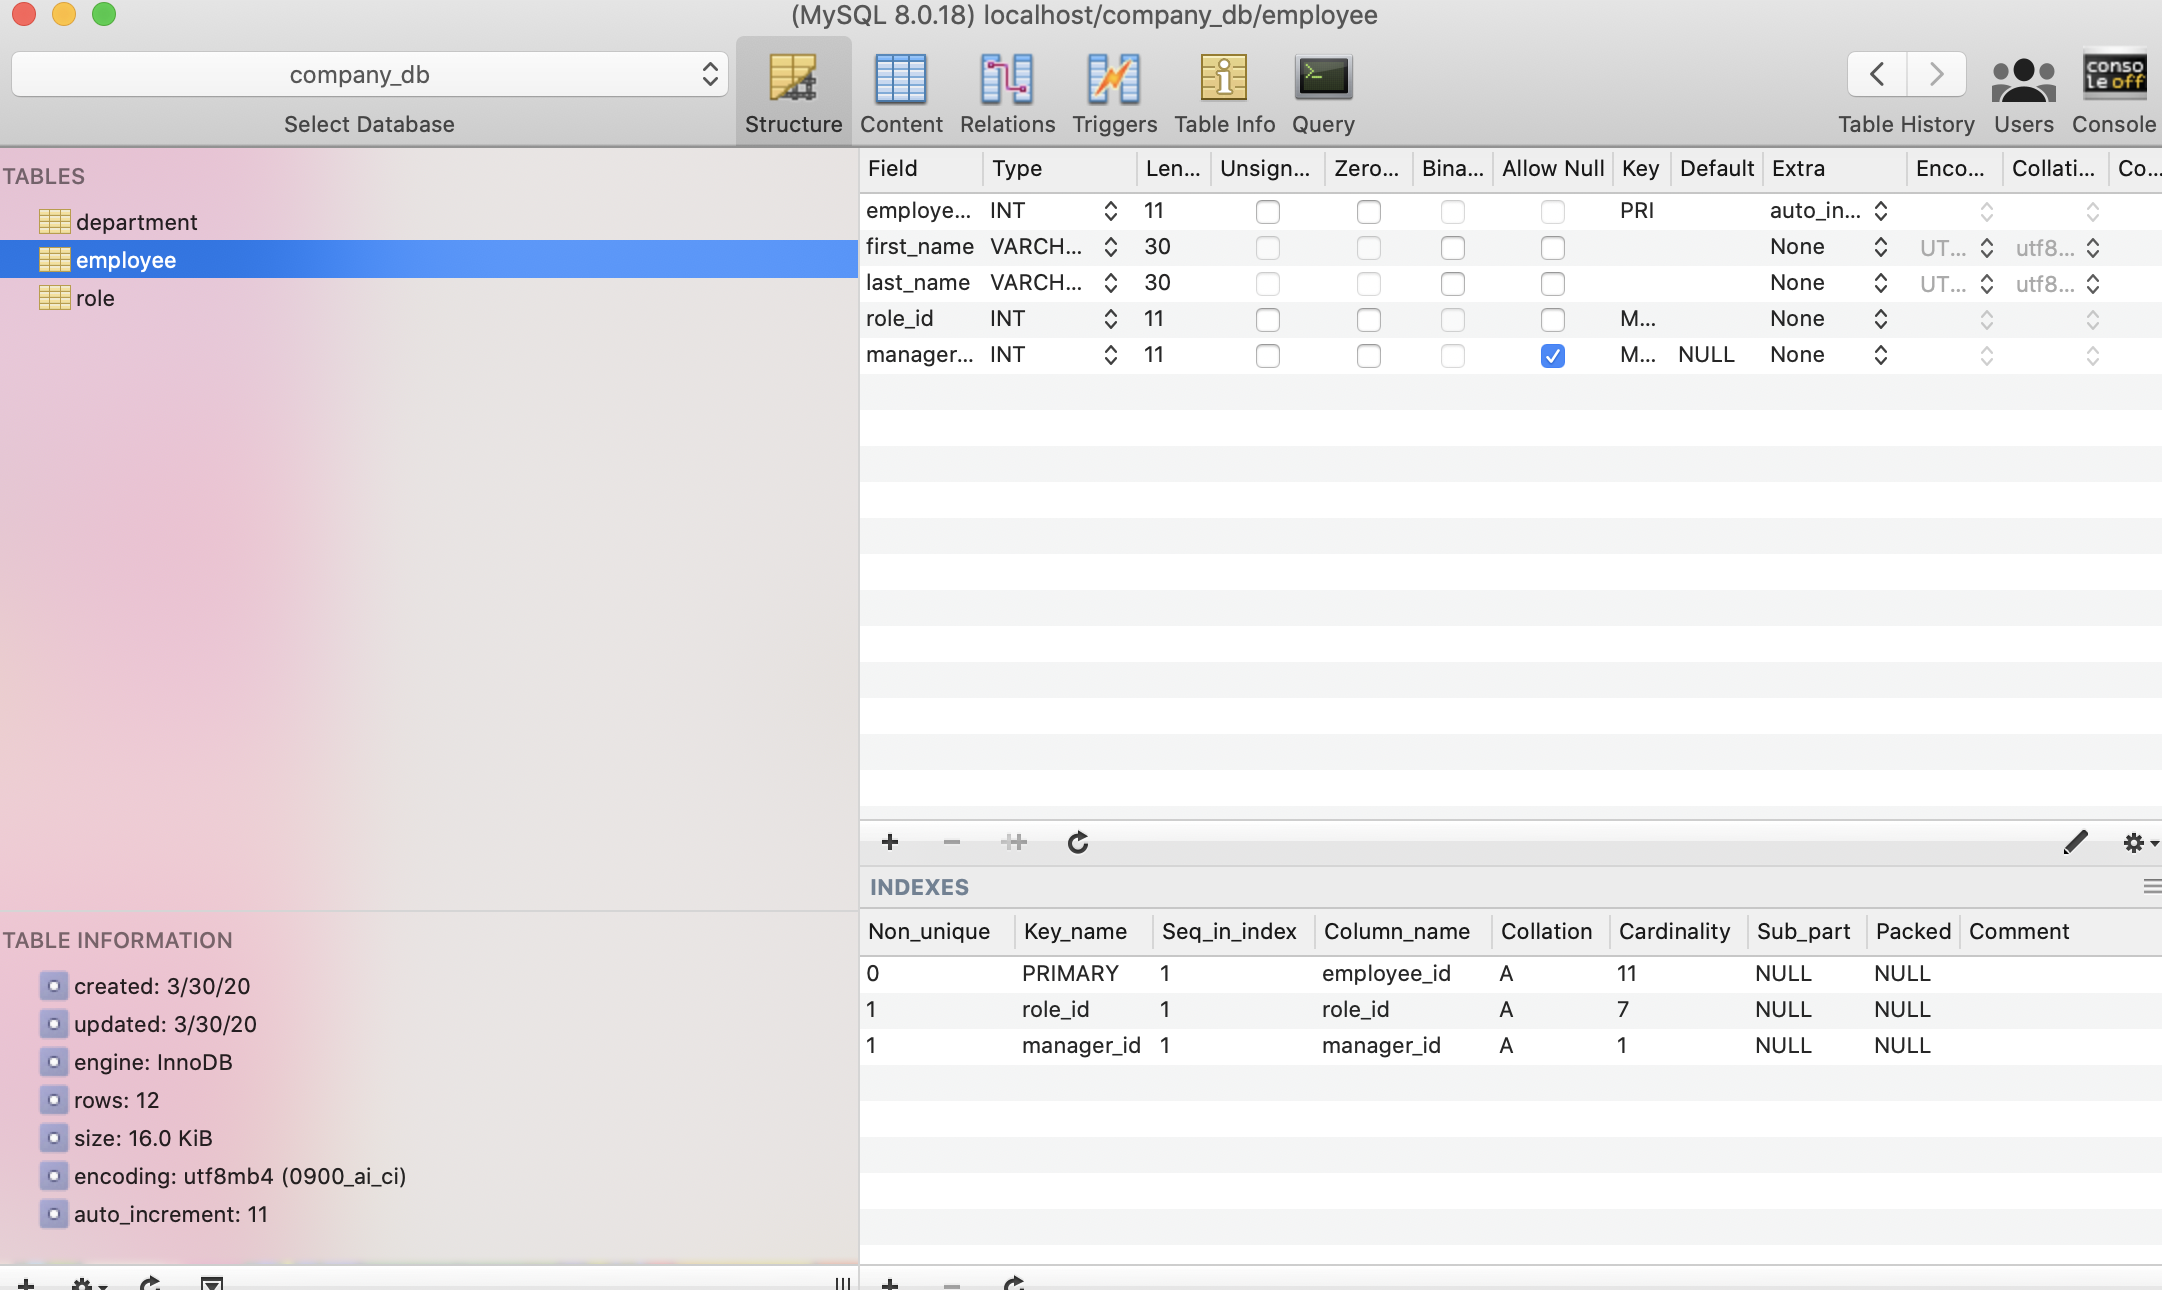 (MySQL 8.0.18) localhost/company_db/employee
company_db
Select Database
Structure Content Relations Triggers Table Info Query
conso
le off
Table History Users Console
TABLES
department
employee
role
Field Type Len... Unsign... Zero... Bina... Allow Null Key Default Extra Enco... Collati... Co...
employe... INT 11 PRI auto_in...
first_name VARCH... 30 None UT... utf8...
last_name VARCH... 30 None UT... utf8...
role_id INT 11 M... None
manager... INT 11 M... NULL None
INDEXES
Non_unique Key_name Seq_in_index Column_name Collation Cardinality Sub_part Packed Comment
0 PRIMARY 1 employee_id A 11 NULL NULL
1 role_id 1 role_id A 7 NULL NULL
1 manager_id 1 manager_id A 1 NULL NULL
TABLE INFORMATION
created: 3/30/20
updated: 3/30/20
engine: InnoDB
rows: 12
size: 16.0 KiB
encoding: utf8mb4 (0900_ai_ci)
auto_increment: 11